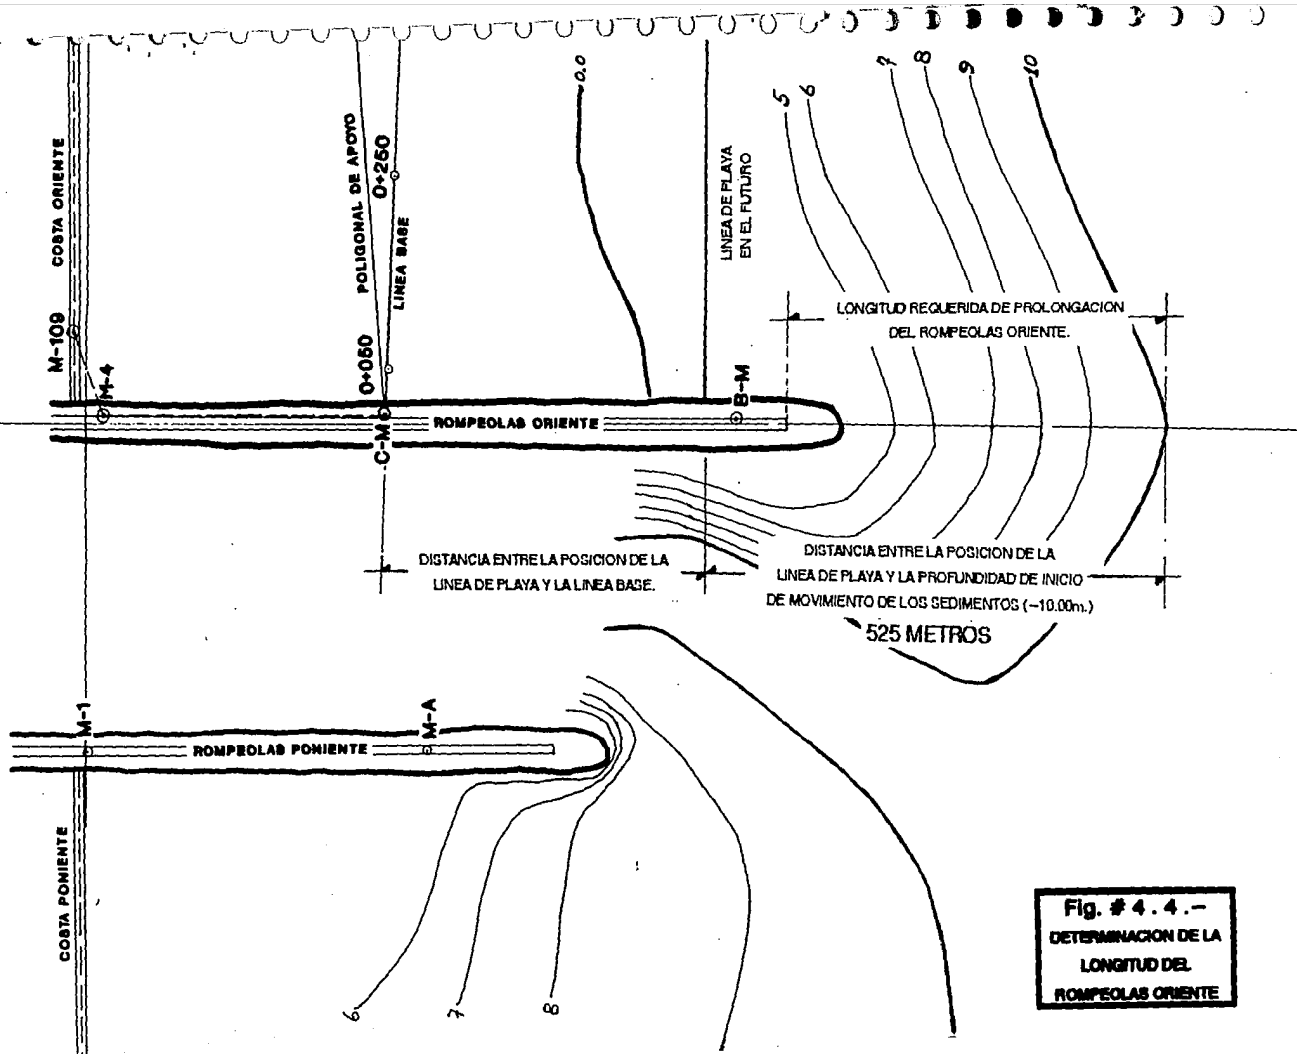 0.0
5
6
7
8
9
10
COSTA ORIENTE
POLIGONAL DE APOYO
0+250
LINEA BASE
LINEA DE PLAYA
EN EL FUTURO
M-109
M-4
0+050
LONGITUD REQUERIDA DE PROLONGACION
DEL ROMPEOLAS ORIENTE.
B-M
ROMPEOLAS ORIENTE
C-M
DISTANCIA ENTRE LA POSICION DE LA
LINEA DE PLAYA Y LA LINEA BASE.
DISTANCIA ENTRE LA POSICION DE LA
LINEA DE PLAYA Y LA PROFUNDIDAD DE INICIO
DE MOVIMIENTO DE LOS SEDIMENTOS (-10.00m.)
525 METROS
M-1
M-A
ROMPEOLAS PONIENTE
COSTA PONIENTE
6
7
8
Fig. # 4 . 4 .-
DETERMINACION DE LA
LONGITUD DEL
ROMPEOLAS ORIENTE